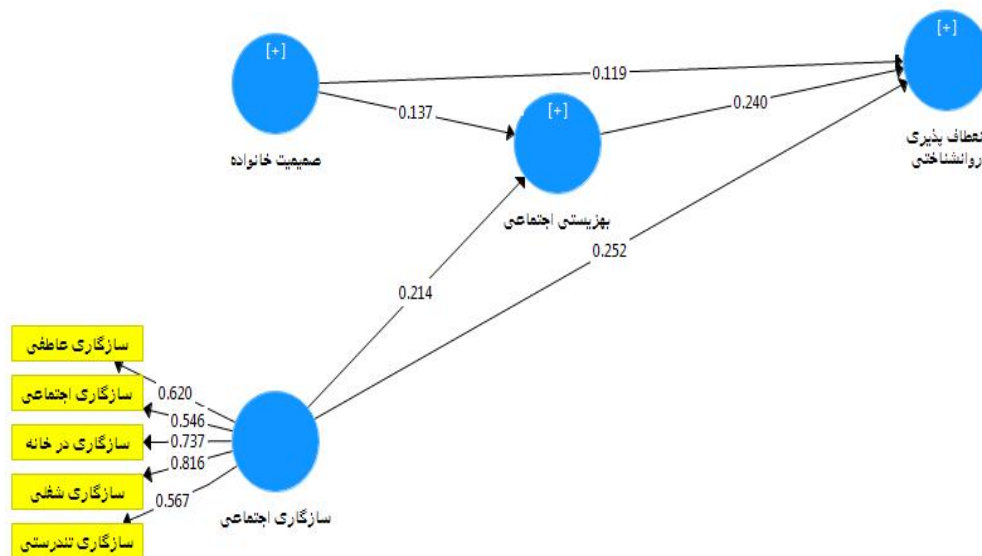 [+]
[+]
0.119
0.137
[+]
0.240
صمیمیت خانواده
نعطاف پذیری
روانشناختی
بهزیستی اجتماعی
0.252
0.214
سازگاری عاطفی
0.620
سازگاری اجتماعی
0.546
سازگاری در خانه
0.737
0.816
سازگاری شغلی
0.567
سازگاری اجتماعی
سازگاری تندرستی